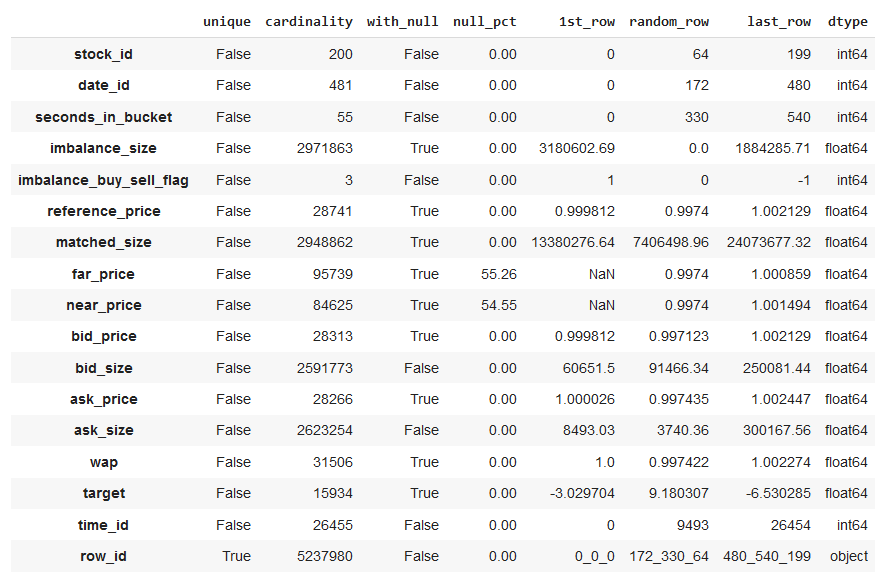 unique cardinality with_null null_pct 1st_row random_row last_row dtype
stock_id False 200 False 0.00 0 64 199 int64
date_id False 481 False 0.00 0 172 480 int64
seconds_in_bucket False 55 False 0.00 0 330 540 int64
imbalance_size False 2971863 True 0.00 3180602.69 0.0 1884285.71 float64
imbalance_buy_sell_flag False 3 False 0.00 1 0 -1 int64
reference_price False 28741 True 0.00 0.999812 0.9974 1.002129 float64
matched_size False 2948862 True 0.00 13380276.64 7406498.96 24073677.32 float64
far_price False 95739 True 55.26 NaN 0.9974 1.000859 float64
near_price False 84625 True 54.55 NaN 0.9974 1.001494 float64
bid_price False 28313 True 0.00 0.999812 0.997123 1.002129 float64
bid_size False 2591773 False 0.00 60651.5 91466.34 250081.44 float64
ask_price False 28266 True 0.00 1.000026 0.997435 1.002447 float64
ask_size False 2623254 False 0.00 8493.03 3740.36 300167.56 float64
wap False 31506 True 0.00 1.0 0.997422 1.002274 float64
target False 15934 True 0.00 -3.029704 9.180307 -6.530285 float64
time_id False 26455 False 0.00 0 9493 26454 int64
row_id True 5237980 False 0.00 0_0_0 172_330_64 480_540_199 object